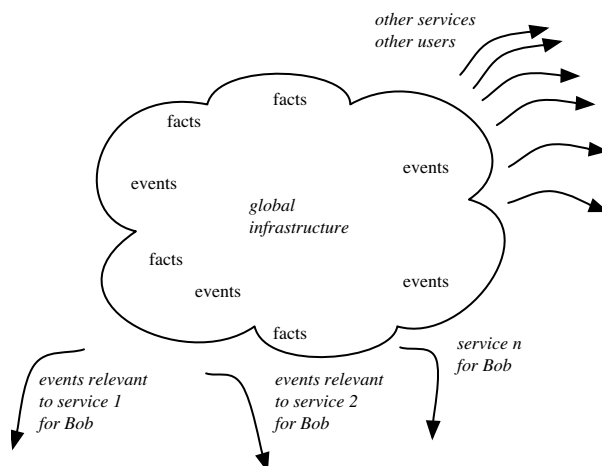 other services
other users
facts
facts
events
events
global
infrastructure
facts
events
events
facts
service n
for Bob
events relevant
to service 1
for Bob
events relevant
to service 2
for Bob